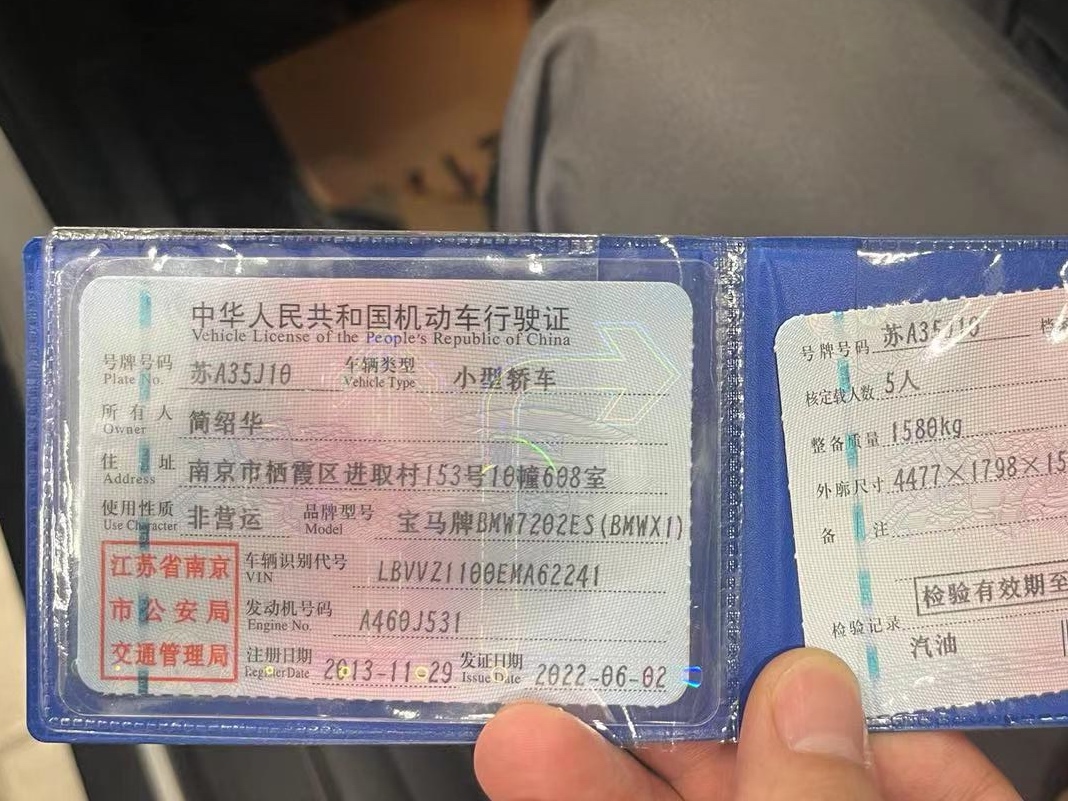 中华人民共和国机动车行驶证
Vehicle License of the People's Republic of China
号牌号码 苏A35J10 车辆类型 小型轿车
Plate No. Vehicle Type
所有人 简绍华
Owner
住址 南京市栖霞区进取村153号10幢608室
Address
使用性质 非营运 品牌型号 宝马牌BMW7202ES(BMWX1)
Use Character Model
江苏省南京
市公安局
交通管理局
车辆识别代号 LBVVZ1100EMA62241
VIN
发动机号码 A460J531
Engine No.
注册日期 2013-11-29 发证日期 2022-06-02
Register Date Issue Date
号牌号码 苏A35J10
核定载人数 5人
整备质量 1580kg
外廓尺寸 4477×1798×15
备注
检验有效期至
检验记录
汽油